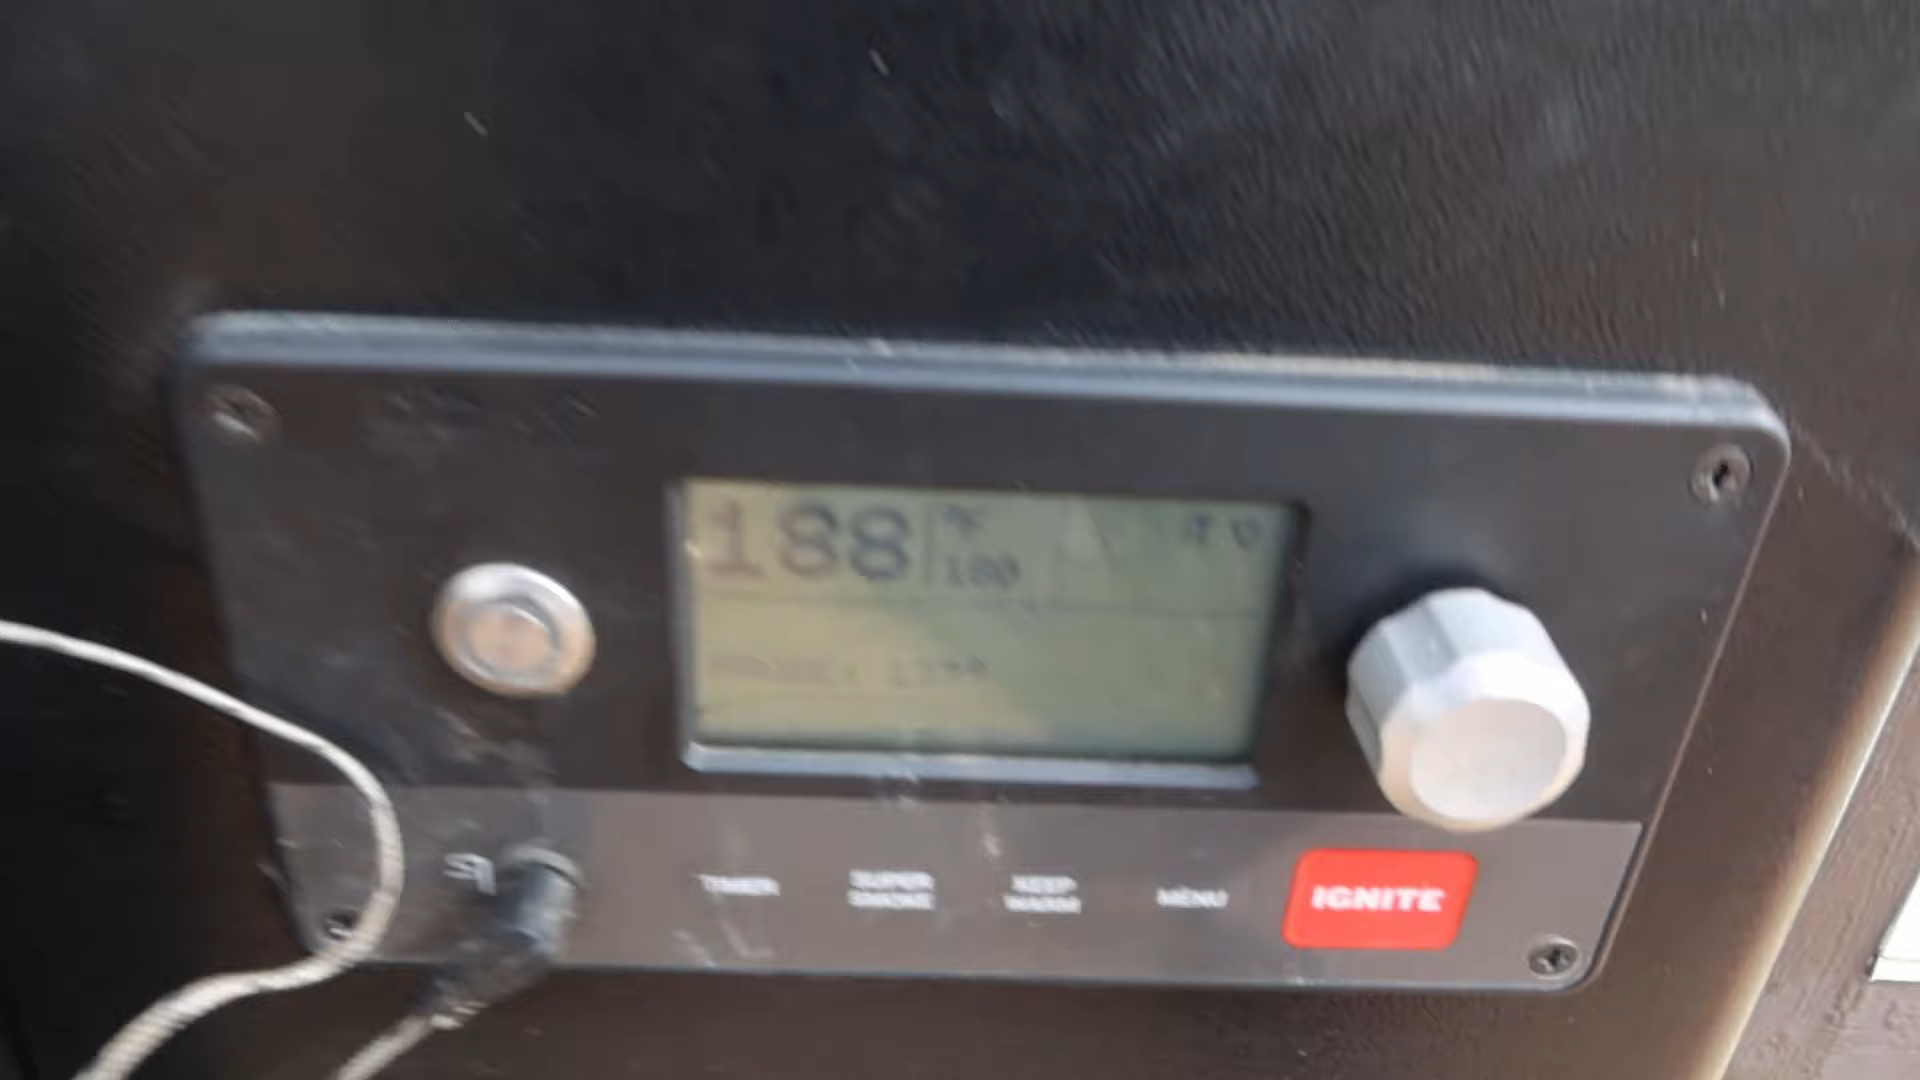 188 °F
180
TIMER
SUPER
SMOKE
KEEP
WARM
MENU
IGNITE